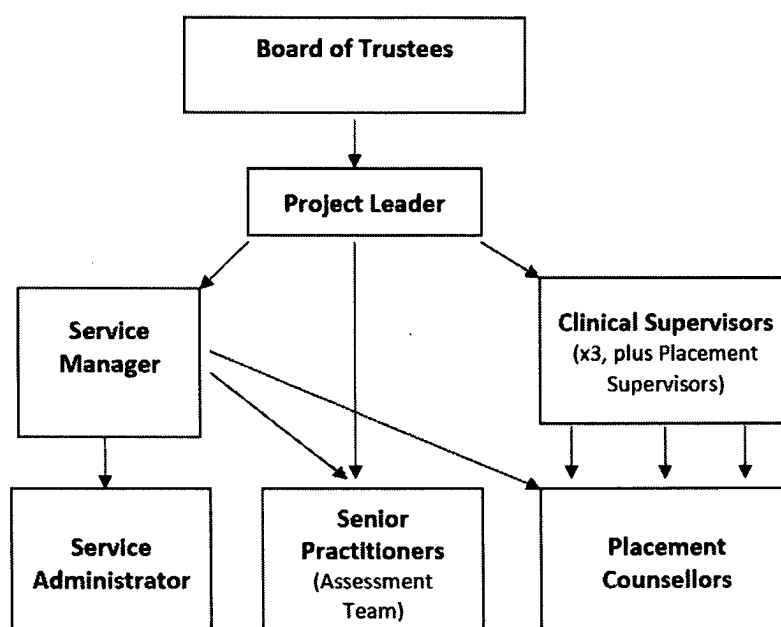 Board of Trustees
Project Leader
Service
Manager
Clinical Supervisors
(x3, plus Placement
Supervisors)
Service
Administrator
Senior
Practitioners
(Assessment
Team)
Placement
Counsellors